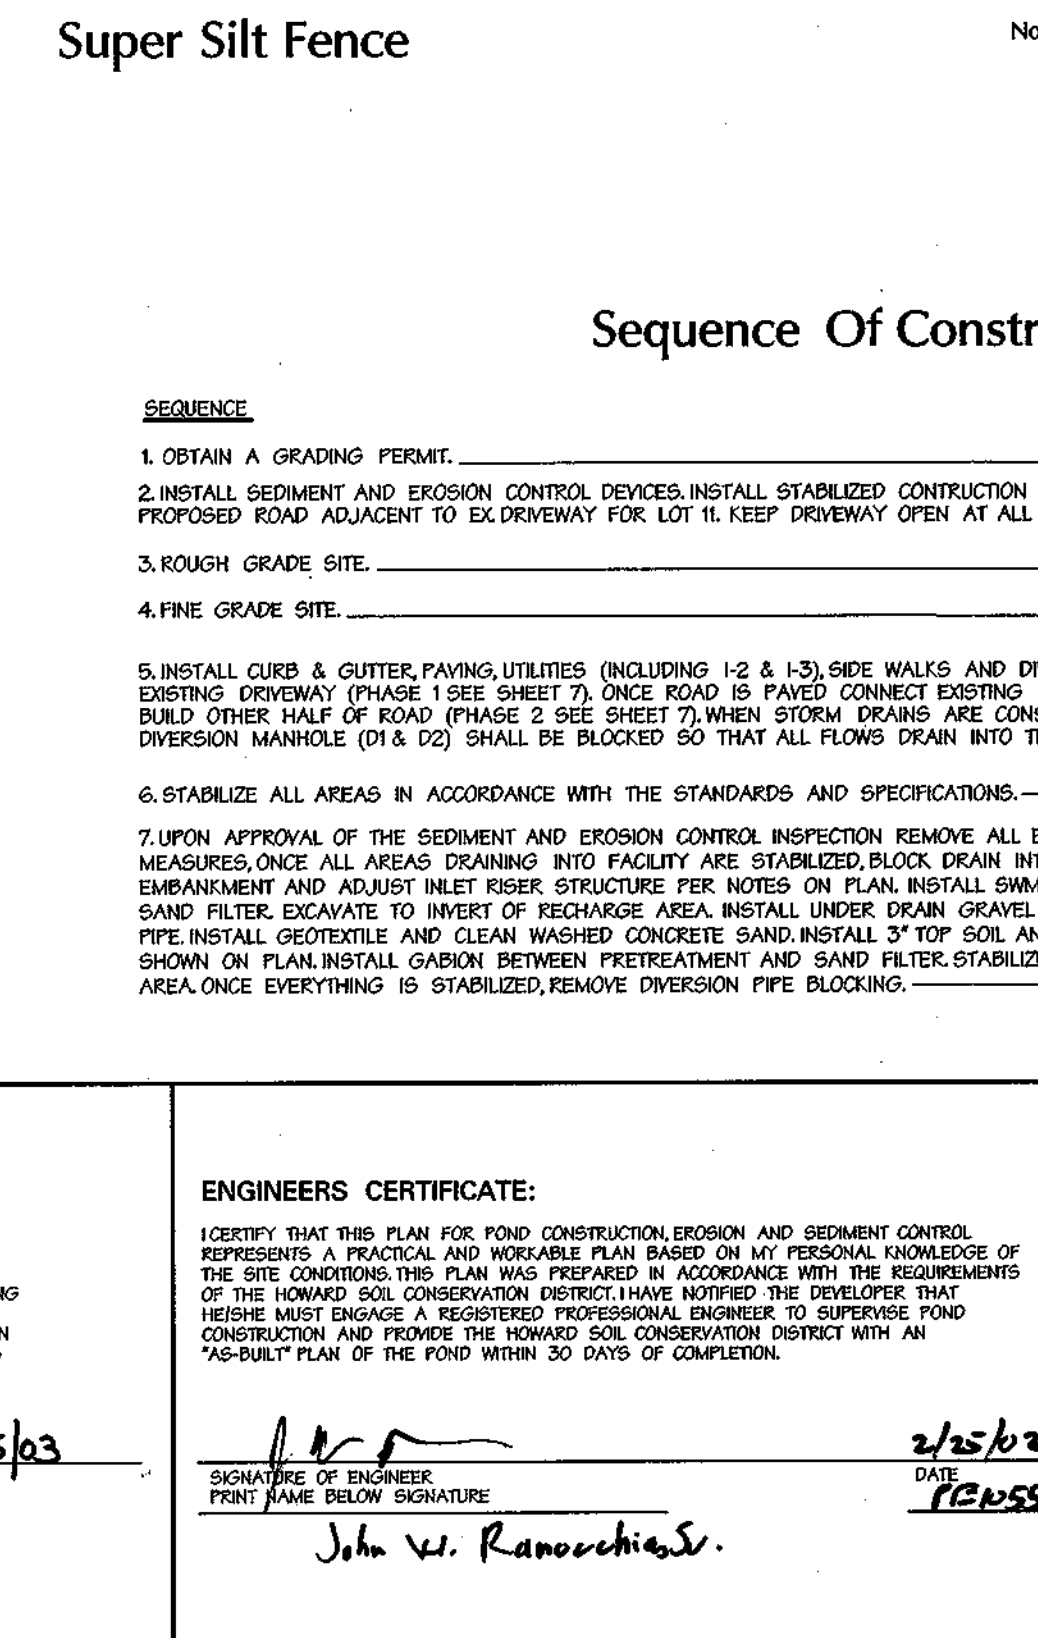 Super Silt Fence
No
Sequence Of Constr
SEQUENCE
1. OBTAIN A GRADING PERMIT.
2. INSTALL SEDIMENT AND EROSION CONTROL DEVICES. INSTALL STABILIZED CONTRUCTION
PROPOSED ROAD ADJACENT TO EX. DRIVEWAY FOR LOT 11. KEEP DRIVEWAY OPEN AT ALL
3. ROUGH GRADE SITE.
4. FINE GRADE SITE.
5. INSTALL CURB & GUTTER, PAVING, UTILITIES (INCLUDING I-2 & I-3), SIDE WALKS AND DI
EXISTING DRIVEWAY (PHASE 1 SEE SHEET 7). ONCE ROAD IS PAVED CONNECT EXISTING
BUILD OTHER HALF OF ROAD (PHASE 2 SEE SHEET 7). WHEN STORM DRAINS ARE CONS
DIVERSION MANHOLE (D1 & D2) SHALL BE BLOCKED SO THAT ALL FLOWS DRAIN INTO T
6. STABILIZE ALL AREAS IN ACCORDANCE WITH THE STANDARDS AND SPECIFICATIONS.
7. UPON APPROVAL OF THE SEDIMENT AND EROSION CONTROL INSPECTION REMOVE ALL E
MEASURES, ONCE ALL AREAS DRAINING INTO FACILITY ARE STABILIZED, BLOCK DRAIN INT
EMBANKMENT AND ADJUST INLET RISER STRUCTURE PER NOTES ON PLAN. INSTALL SWM
SAND FILTER. EXCAVATE TO INVERT OF RECHARGE AREA. INSTALL UNDER DRAIN GRAVEL
PIPE. INSTALL GEOTEXTILE AND CLEAN WASHED CONCRETE SAND. INSTALL 3" TOP SOIL AN
SHOWN ON PLAN. INSTALL GABION BETWEEN PRETREATMENT AND SAND FILTER. STABILIZ
AREA. ONCE EVERYTHING IS STABILIZED, REMOVE DIVERSION PIPE BLOCKING.
ENGINEERS CERTIFICATE:
I CERTIFY THAT THIS PLAN FOR POND CONSTRUCTION, EROSION AND SEDIMENT CONTROL
REPRESENTS A PRACTICAL AND WORKABLE PLAN BASED ON MY PERSONAL KNOWLEDGE OF
THE SITE CONDITIONS. THIS PLAN WAS PREPARED IN ACCORDANCE WITH THE REQUIREMENTS
OF THE HOWARD SOIL CONSERVATION DISTRICT. I HAVE NOTIFIED THE DEVELOPER THAT
HE/SHE MUST ENGAGE A REGISTERED PROFESSIONAL ENGINEER TO SUPERVISE POND
CONSTRUCTION AND PROVIDE THE HOWARD SOIL CONSERVATION DISTRICT WITH AN
"AS-BUILT" PLAN OF THE POND WITHIN 30 DAYS OF COMPLETION.
NG
N
/03
2/25/03
SIGNATURE OF ENGINEER
PRINT NAME BELOW SIGNATURE
DATE
John W.